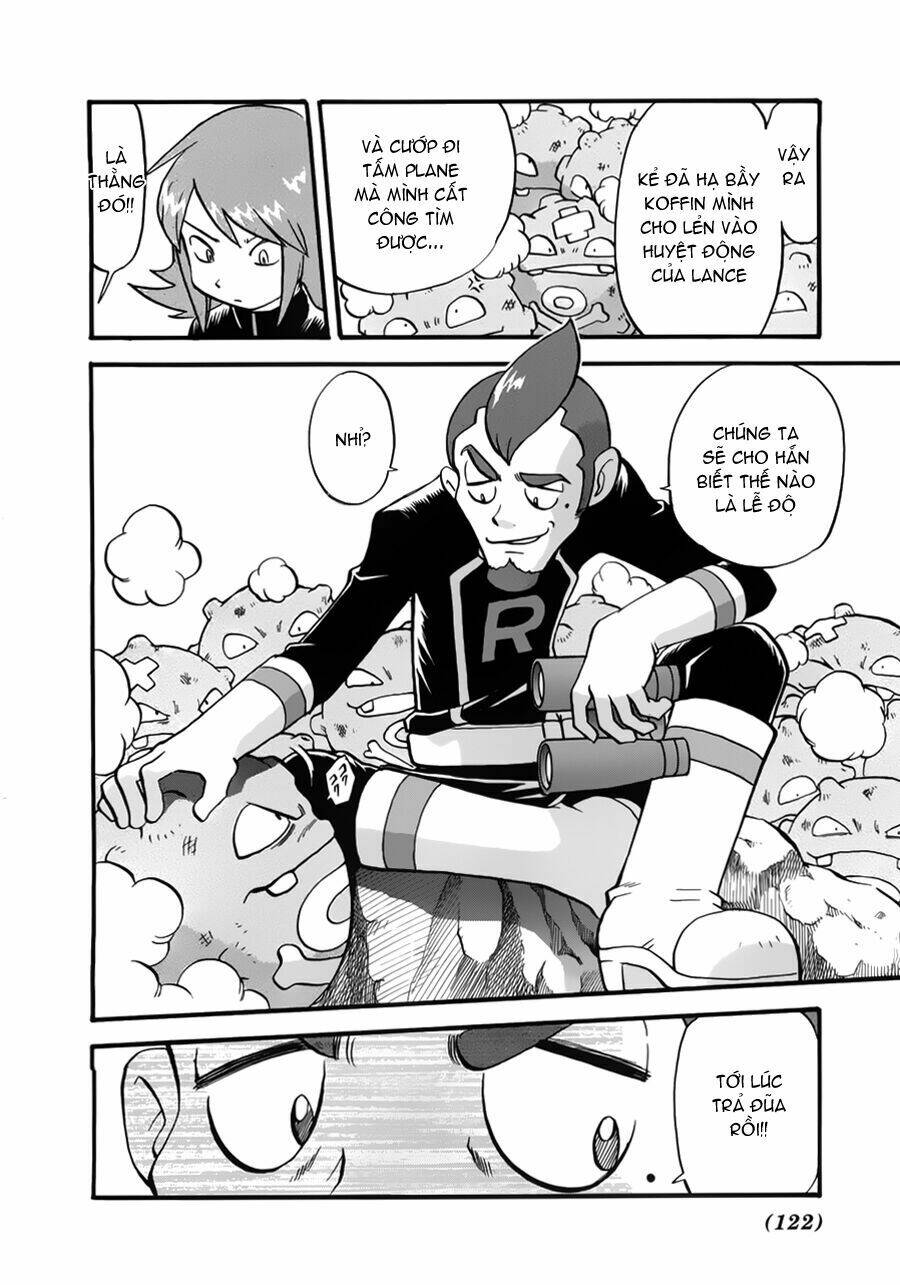 VẬY
RA
KẺ ĐÃ HẠ BẦY
KOFFIN MÌNH
CHO LẺN VÀO
HUYỆT ĐỘNG
CỦA LANCE
VÀ CƯỚP ĐI
TẤM PLANE
MÀ MÌNH CẤT
CÔNG TÌM
ĐƯỢC...
LÀ
THẰNG
ĐÓ!!
CHÚNG TA
SẼ CHO HẮN
BIẾT THẾ NÀO
LÀ LỄ ĐỘ
NHỈ?
R
TỚI LÚC
TRẢ ĐŨA
RỒI!!
(122)